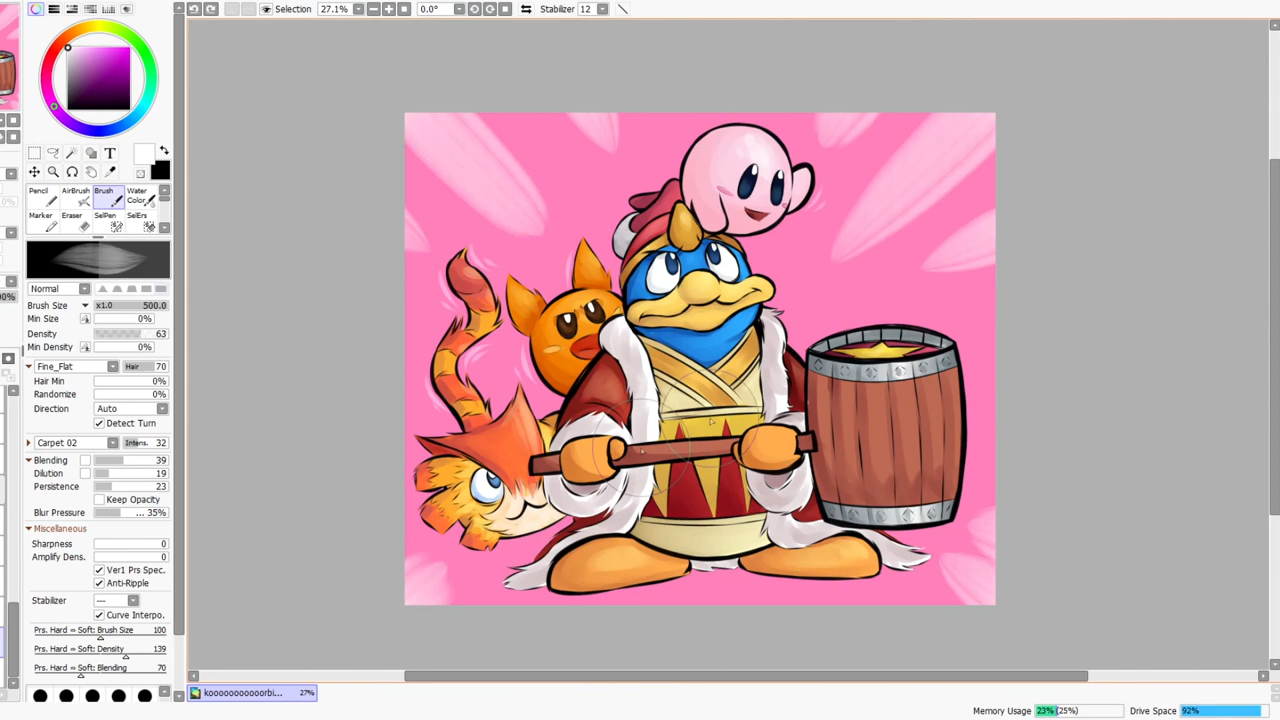 Selection 27.1% 0.0° Stabilizer 12
T
Pencil AirBrush Brush Water Color
Marker Eraser SelPen SelErs
Normal
Brush Size x1.0 500.0
Min Size 0%
Density 63
Min Density 0%
Fine_Flat Hair 70
Hair Min 0%
Randomize 0%
Direction Auto
Detect Turn
Carpet 02 Intens. 32
Blending 39
Dilution 19
Persistence 23
Keep Opacity
Blur Pressure ... 35%
Miscellaneous
Sharpness 0
Amplify Dens. 0
Ver1 Prs Spec.
Anti-Ripple
Stabilizer ---
Curve Interpo.
Prs. Hard ⇔ Soft: Brush Size 100
Prs. Hard ⇔ Soft: Density 139
Prs. Hard ⇔ Soft: Blending 70
kooooooooooorbi... 27%
Memory Usage 23% (25%) Drive Space 92%